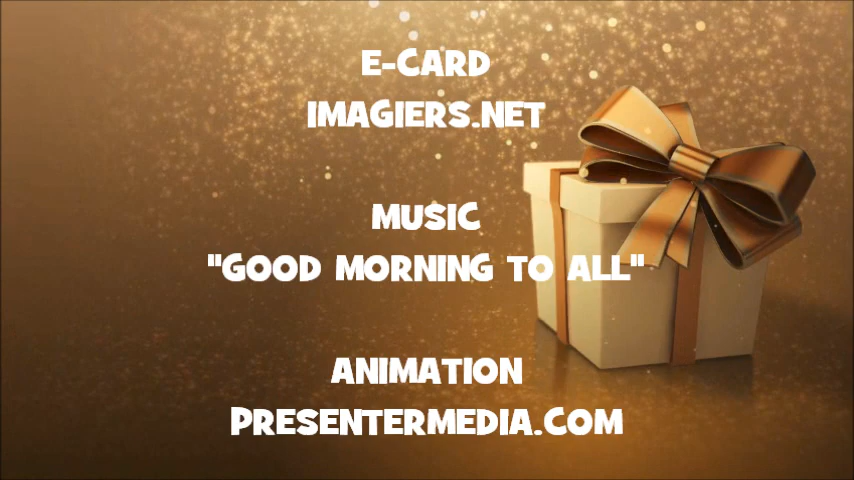 E-CARD
IMAGIERS.NET
MUSIC
"GOOD MORNING TO ALL"
ANIMATION
PRESENTERMEDIA.COM